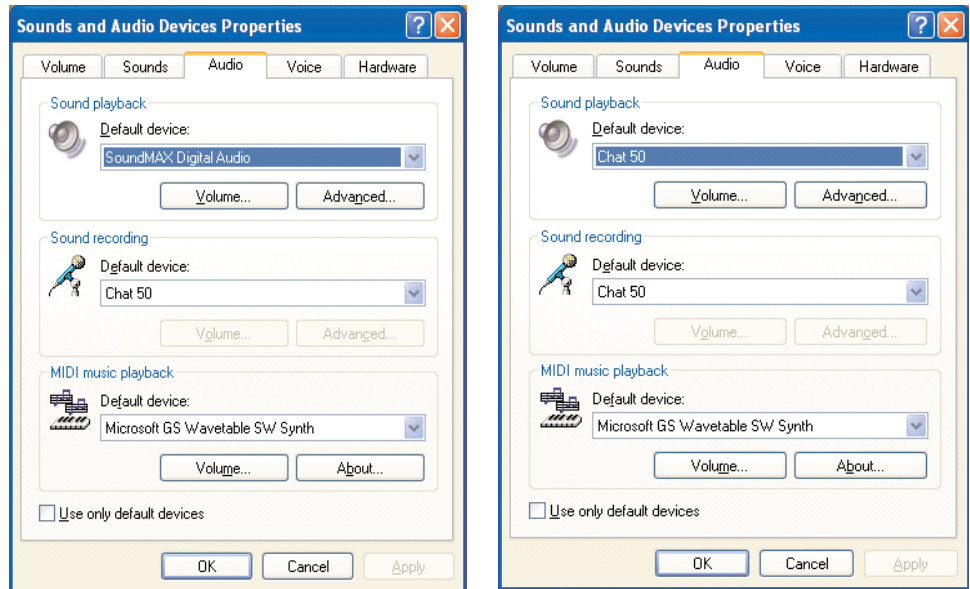 Sounds and Audio Devices Properties
Volume Sounds Audio Voice Hardware
Sound playback
Default device:
SoundMAX Digital Audio
Volume... Advanced...
Sound recording
Default device:
Chat 50
Volume... Advanced...
MIDI music playback
Default device:
Microsoft GS Wavetable SW Synth
Volume... About...
Use only default devices
OK Cancel Apply
Sounds and Audio Devices Properties
Volume Sounds Audio Voice Hardware
Sound playback
Default device:
Chat 50
Volume... Advanced...
Sound recording
Default device:
Chat 50
Volume... Advanced...
MIDI music playback
Default device:
Microsoft GS Wavetable SW Synth
Volume... About...
Use only default devices
OK Cancel Apply